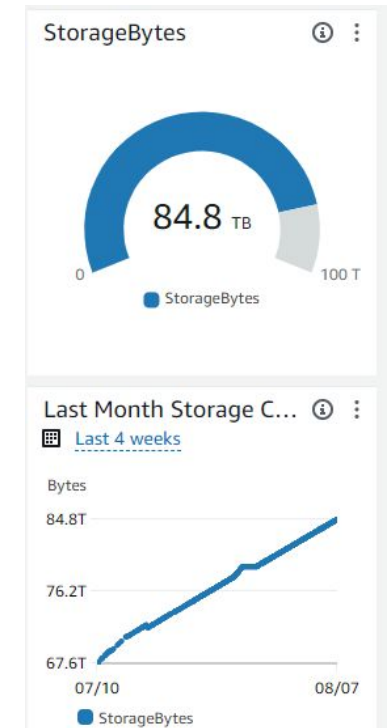 StorageBytes
84.8 TB
0
100 T
StorageBytes
Last Month Storage C...
Last 4 weeks
Bytes
84.8T
76.2T
67.6T
07/10
08/07
StorageBytes